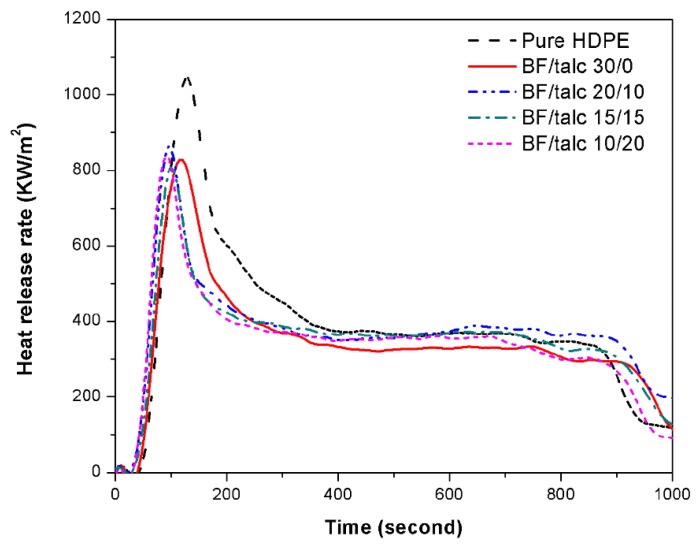 1200
1000
800
600
400
200
0
Heat release rate (KW/m²)
Pure HDPE
BF/talc 30/0
BF/talc 20/10
BF/talc 15/15
BF/talc 10/20
0 200 400 600 800 1000
Time (second)